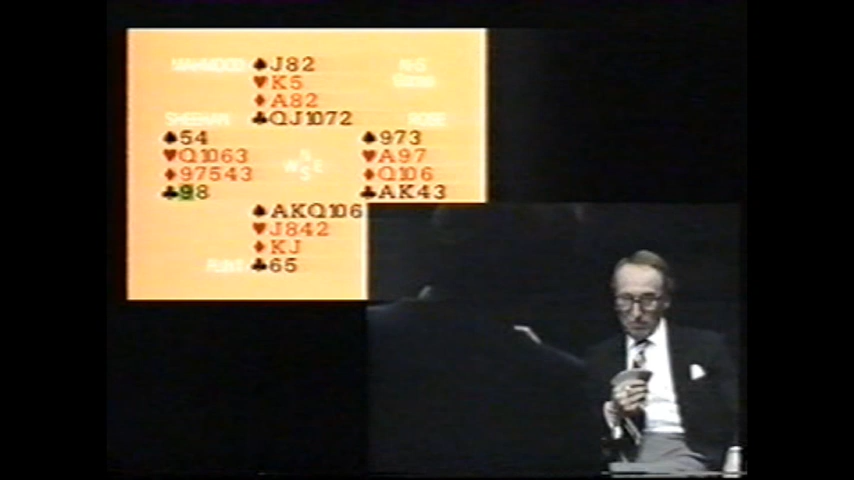 MAHMOOD ♠J82
♥K5
♦A82
♣QJ1072
SHEEHAN ROSE
♠54 ♠973
♥Q1063 ♥A97
♦97543 ♦Q106
♣98 ♣AK43
N
W E
S
♠AKQ106
♥J842
♦KJ
FLINT ♣65